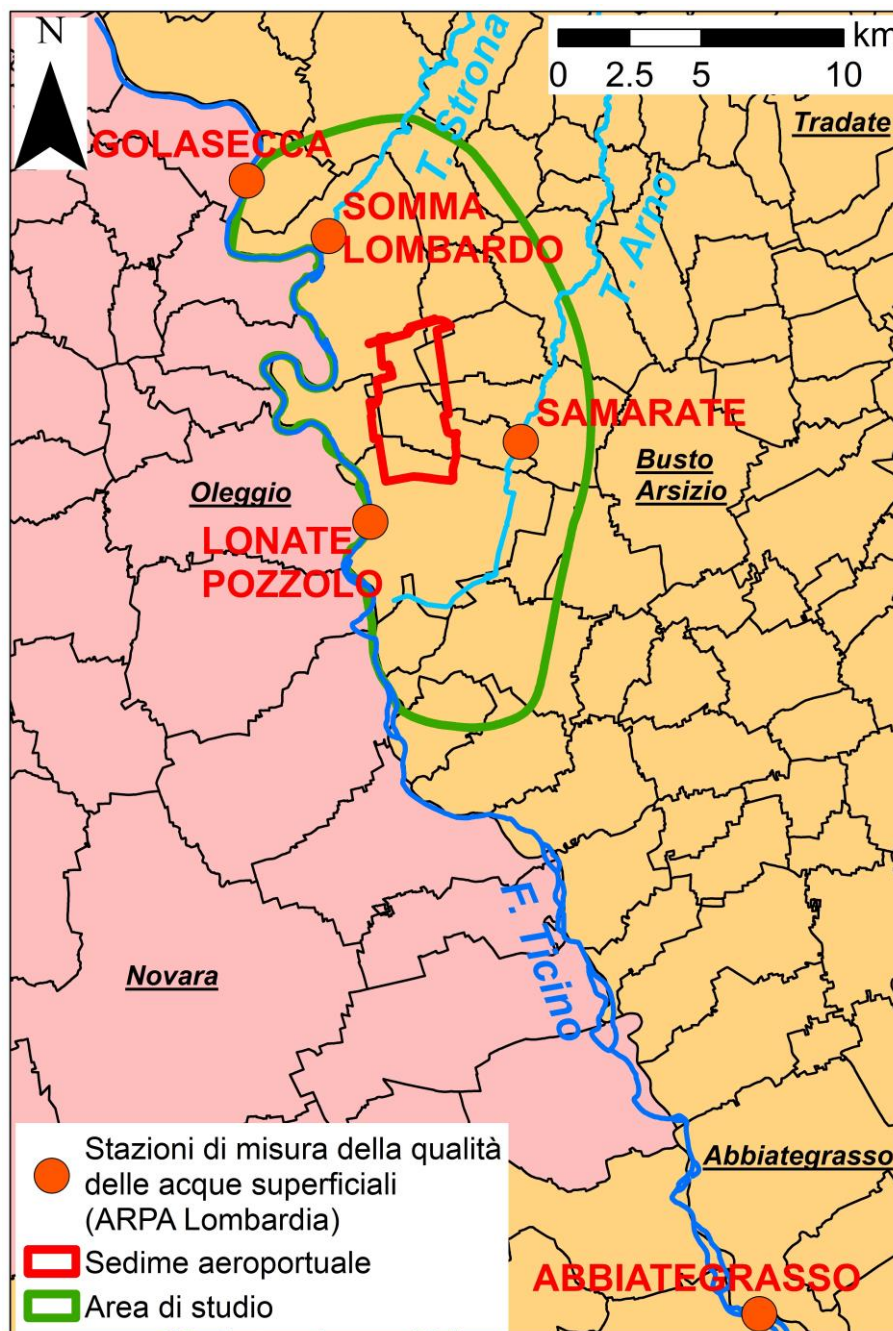 N
km
0 2.5 5 10
T. Strona
Tradate
GOLASECCA
SOMMA
LOMBARDO
T. Arno
SAMARATE
Busto
Arsizio
Oleggio
LONATE
POZZOLO
F. Ticino
Novara
Abbiategrasso
ABBIATEGRASSO
Stazioni di misura della qualità
delle acque superficiali
(ARPA Lombardia)
Sedime aeroportuale
Area di studio